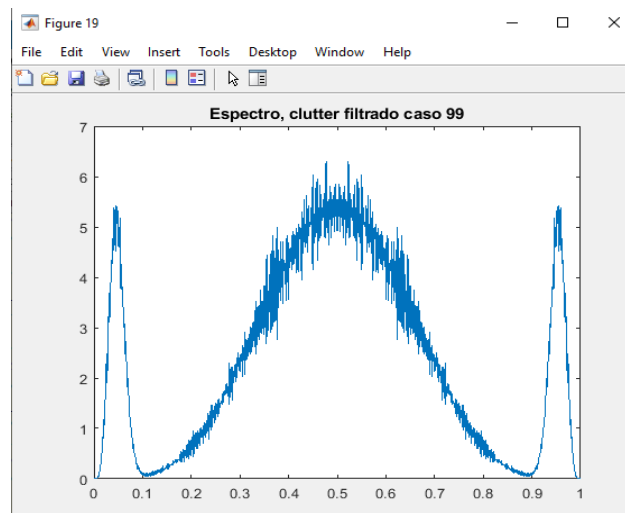 Figure 19
File Edit View Insert Tools Desktop Window Help
Espectro, clutter filtrado caso 99
7
6
5
4
3
2
1
0
0 0.1 0.2 0.3 0.4 0.5 0.6 0.7 0.8 0.9 1